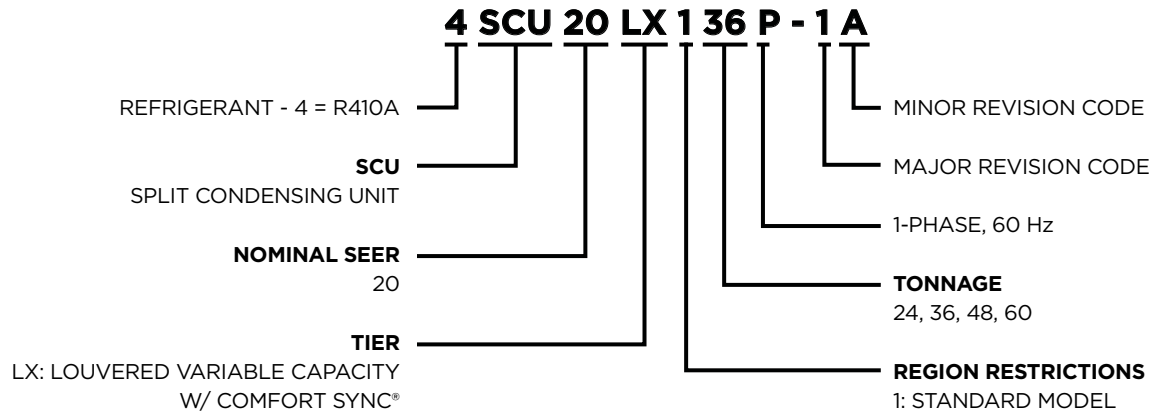 4 SCU 20 LX 1 36 P - 1 A
REFRIGERANT - 4 = R410A
SCU
SPLIT CONDENSING UNIT
NOMINAL SEER
20
TIER
LX: LOUVERED VARIABLE CAPACITY
W/ COMFORT SYNC®
MINOR REVISION CODE
MAJOR REVISION CODE
1-PHASE, 60 Hz
TONNAGE
24, 36, 48, 60
REGION RESTRICTIONS
1: STANDARD MODEL